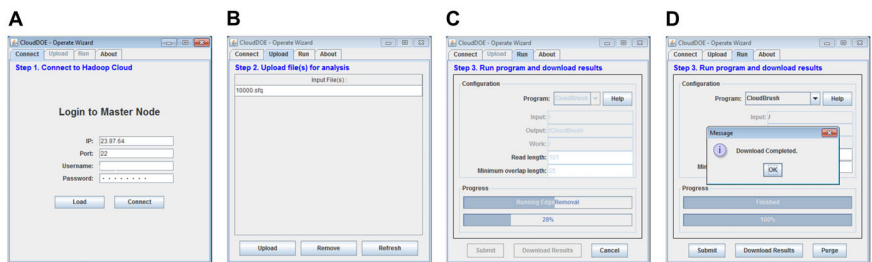 A
CloudDOE - Operate Wizard
Connect Upload Run About
Step 1. Connect to Hadoop Cloud
Login to Master Node
IP: 23.97.64
Port: 22
Username:
Password: ........
Load Connect
B
CloudDOE - Operate Wizard
Connect Upload Run About
Step 2. Upload file(s) for analysis
Input File(s) :
10000.sfq
Upload Remove Refresh
C
CloudDOE - Operate Wizard
Connect Upload Run About
Step 3. Run program and download results
Configuration
Program: CloudBrush Help
Input: /
Output: /CloudBrush
Work: /
Read length: 101
Minimum overlap length: 25
Progress
Running Edge Removal
28%
Submit Download Results Cancel
D
CloudDOE - Operate Wizard
Connect Upload Run About
Step 3. Run program and download results
Configuration
Program: CloudBrush Help
Input: /
Message
Download Completed.
OK
Min
Progress
Finished
100%
Submit Download Results Purge